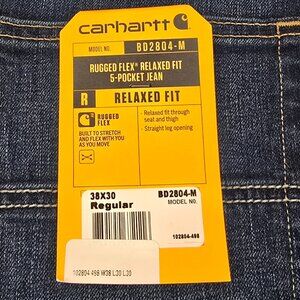 carhartt
MODEL NO. BD2804-M
RUGGED FLEX® RELAXED FIT
5-POCKET JEAN
R RELAXED FIT
RUGGED
FLEX
BUILT TO STRETCH
AND FLEX WITH YOU
AS YOU MOVE
- Relaxed fit through
seat and thigh
- Straight leg opening
38X30 BD2804-M
Regular MODEL NO.
102804-498
102804 498 W38 L30 L30